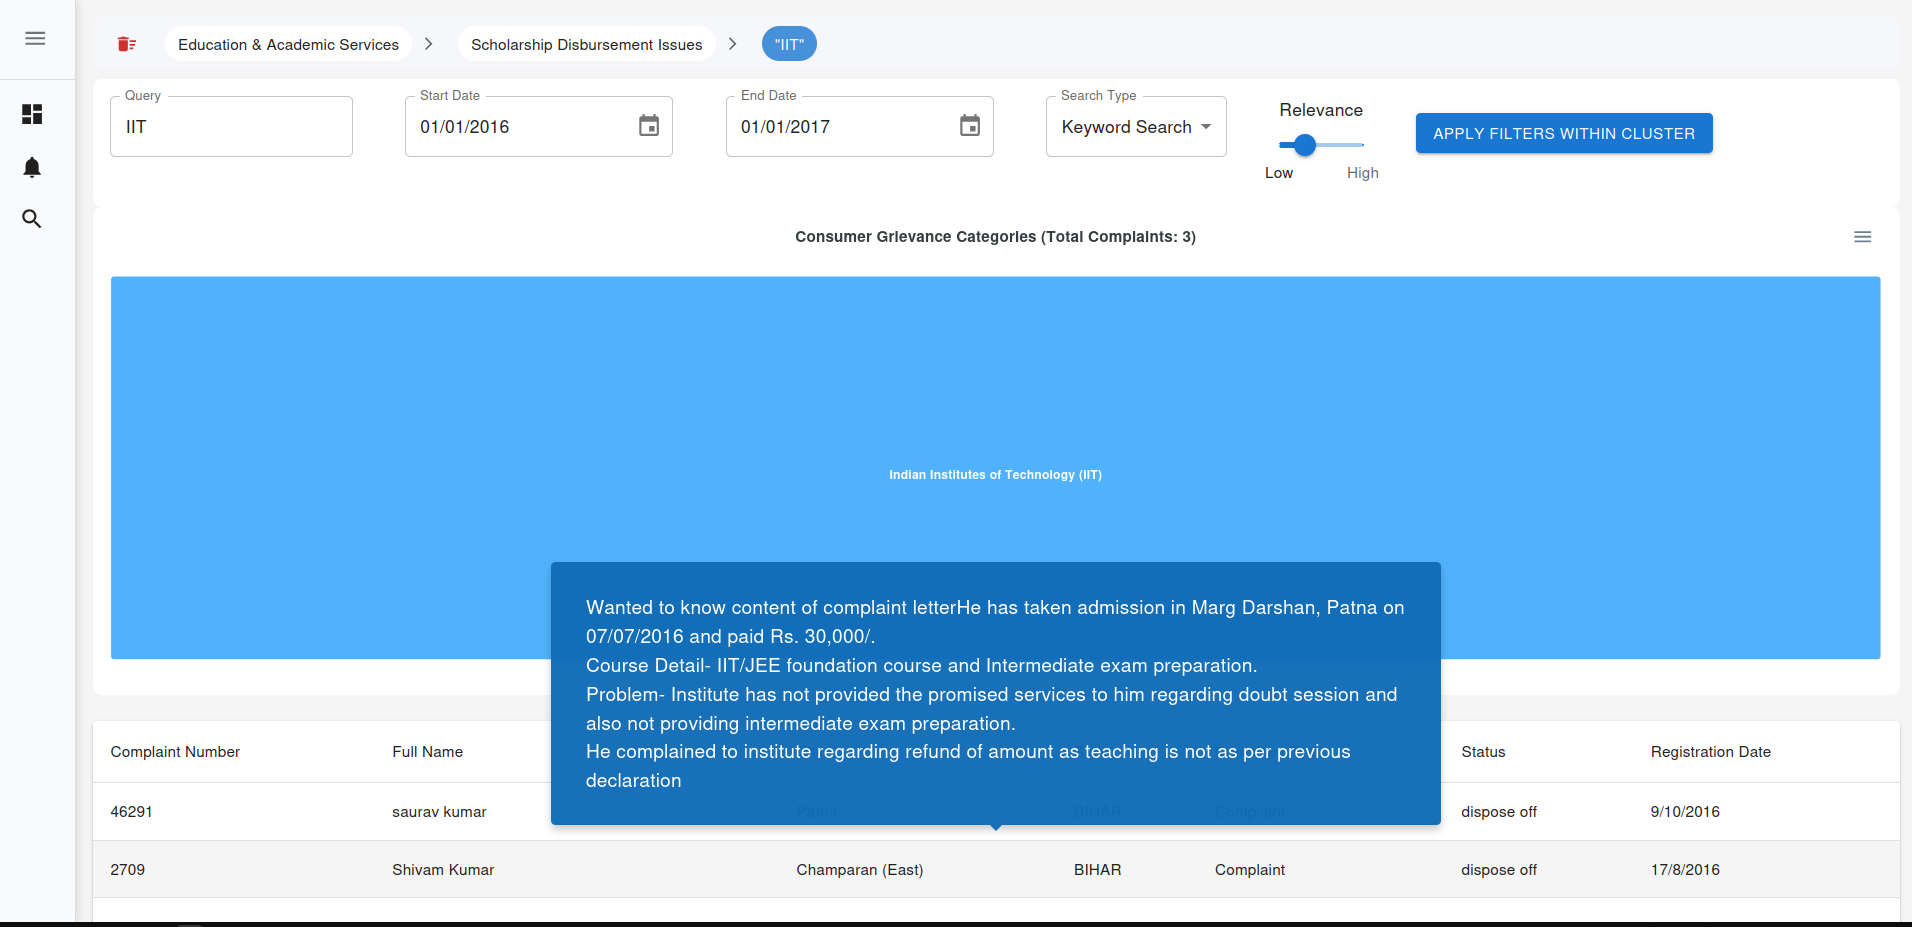 Education & Academic Services
Scholarship Disbursement Issues
"IIT"
Query
IIT
Start Date
01/01/2016
End Date
01/01/2017
Search Type
Keyword Search
Relevance
Low
High
APPLY FILTERS WITHIN CLUSTER
Consumer Grievance Categories (Total Complaints: 3)
Indian Institutes of Technology (IIT)
Wanted to know content of complaint letterHe has taken admission in Marg Darshan, Patna on
07/07/2016 and paid Rs. 30,000/.
Course Detail- IIT/JEE foundation course and Intermediate exam preparation.
Problem- Institute has not provided the promised services to him regarding doubt session and
also not providing intermediate exam preparation.
He complained to institute regarding refund of amount as teaching is not as per previous
declaration
Complaint Number Full Name Status Registration Date
46291 saurav kumar Patna BIHAR Complaint dispose off 9/10/2016
2709 Shivam Kumar Champaran (East) BIHAR Complaint dispose off 17/8/2016